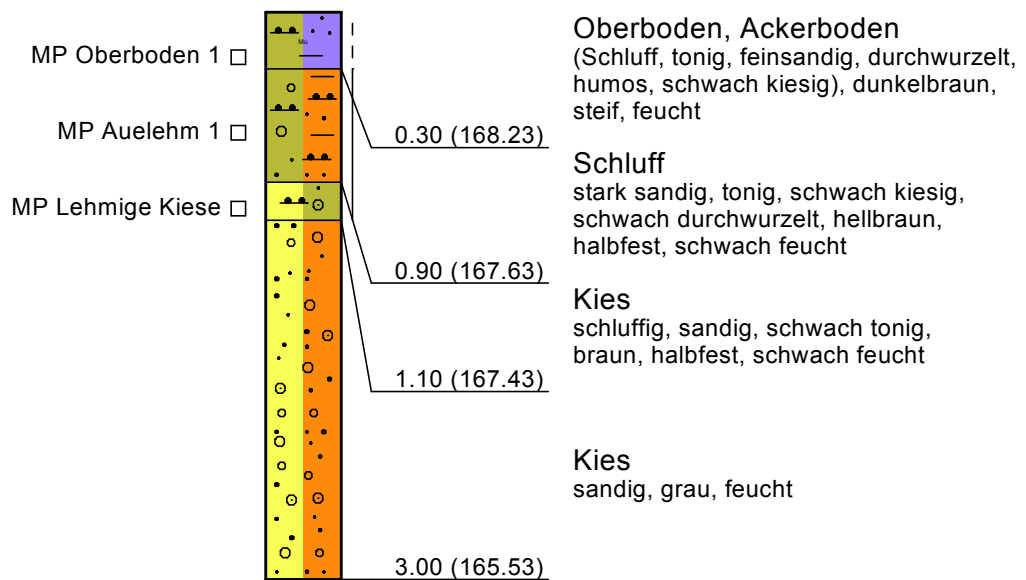 MP Oberboden 1
Mu
Oberboden, Ackerboden
(Schluff, tonig, feinsandig, durchwurzelt,
humos, schwach kiesig), dunkelbraun,
steif, feucht
0.30 (168.23)
MP Auelehm 1
Schluff
stark sandig, tonig, schwach kiesig,
schwach durchwurzelt, hellbraun,
halbfest, schwach feucht
0.90 (167.63)
MP Lehmige Kiese
Kies
schluffig, sandig, schwach tonig,
braun, halbfest, schwach feucht
1.10 (167.43)
Kies
sandig, grau, feucht
3.00 (165.53)